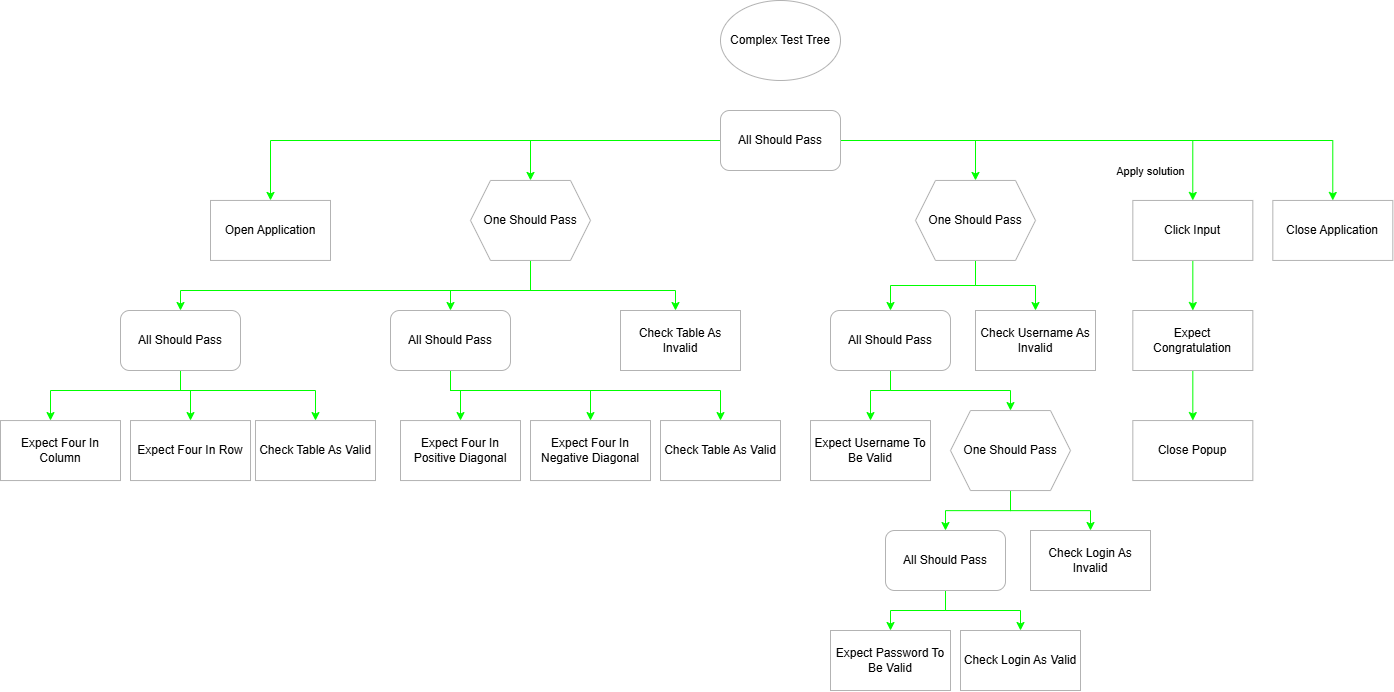 Complex Test Tree
All Should Pass
Apply solution
Open Application
One Should Pass
One Should Pass
Click Input
Close Application
All Should Pass
All Should Pass
Check Table As
Invalid
All Should Pass
Check Username As
Invalid
Expect
Congratulation
Expect Four In
Column
Expect Four In Row
Check Table As Valid
Expect Four In
Positive Diagonal
Expect Four In
Negative Diagonal
Check Table As Valid
Expect Username To
Be Valid
One Should Pass
Close Popup
All Should Pass
Check Login As
Invalid
Expect Password To
Be Valid
Check Login As Valid